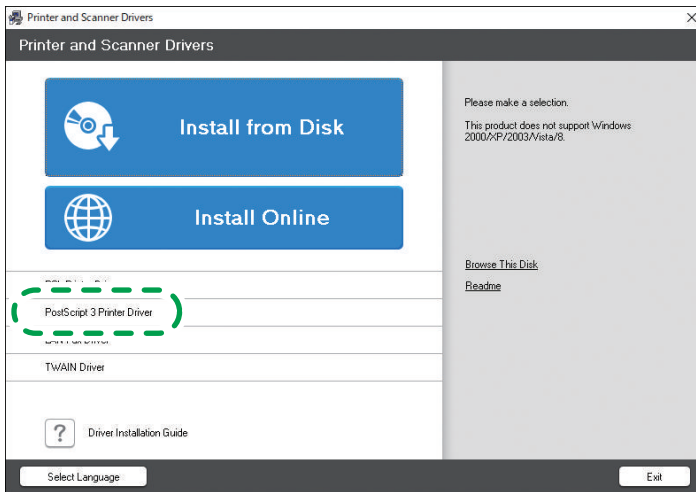 Printer and Scanner Drivers
Printer and Scanner Drivers
Install from Disk
Install Online
PostScript 3 Printer Driver
TWAIN Driver
? Driver Installation Guide
Select Language
Please make a selection.
This product does not support Windows
2000/XP/2003/Vista/8.
Browse This Disk
Readme
Exit